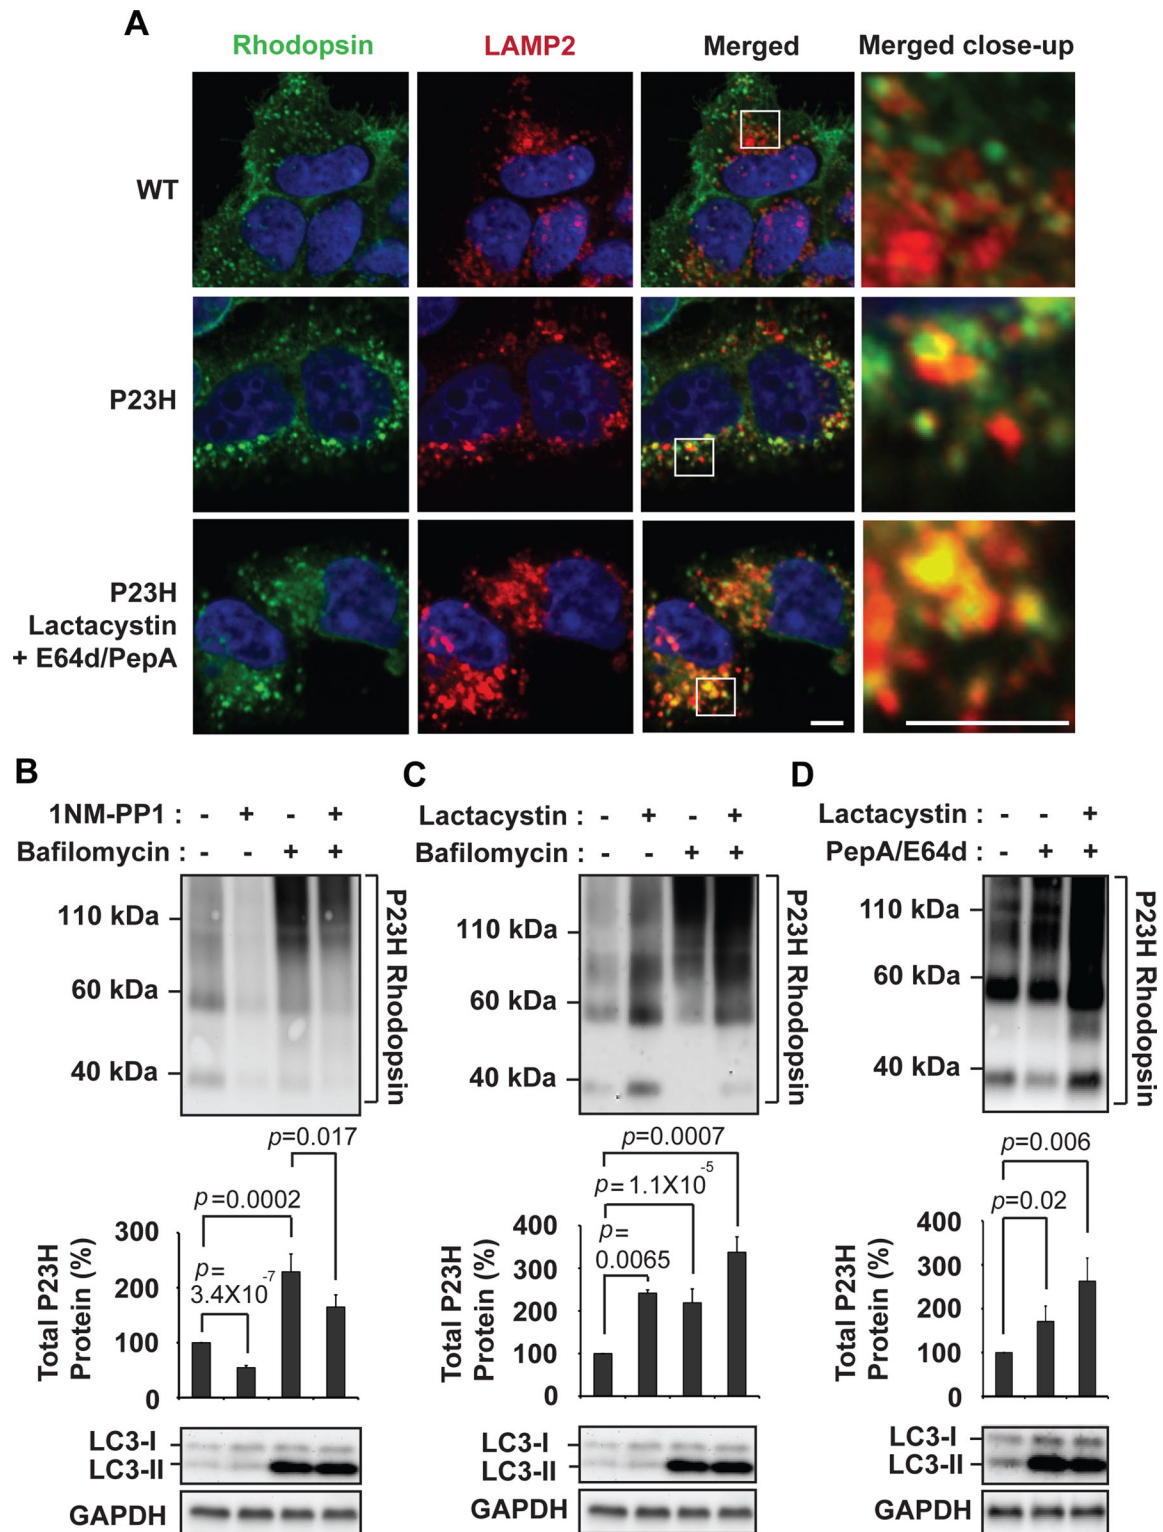 A
Rhodopsin LAMP2 Merged Merged close-up
WT
P23H
P23H
Lactacystin
+ E64d/PepA
B
1NM-PP1 : - + - +
Bafilomycin : - - + +
110 kDa
60 kDa
40 kDa
P23H Rhodopsin
p=0.017
p=0.0002
p=
3.4X10-7
Total P23H
Protein (%)
300
200
100
0
LC3-I
LC3-II
GAPDH
C
Lactacystin : - + - +
Bafilomycin : - - + +
110 kDa
60 kDa
40 kDa
P23H Rhodopsin
p=0.0007
p=1.1X10-5
p=
0.0065
Total P23H
Protein (%)
400
300
200
100
0
LC3-I
LC3-II
GAPDH
D
Lactacystin : - - +
PepA/E64d : - + +
110 kDa
60 kDa
40 kDa
P23H Rhodopsin
p=0.006
p=0.02
Total P23H
Protein (%)
400
300
200
100
0
LC3-I
LC3-II
GAPDH